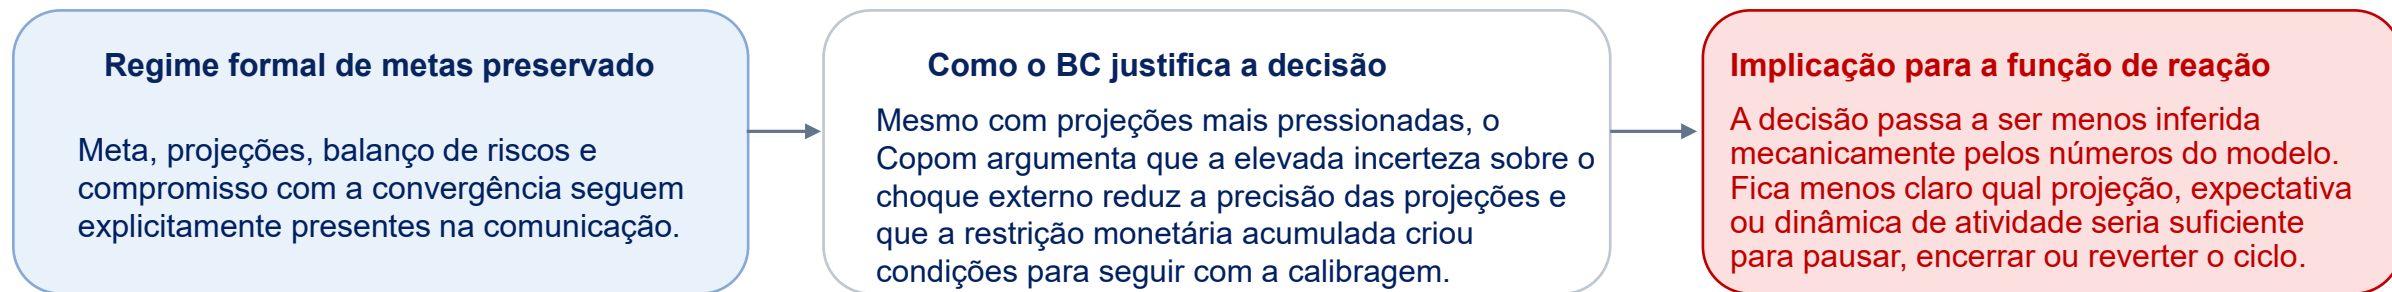 Regime formal de metas preservado
Meta, projeções, balanço de riscos e
compromisso com a convergência seguem
explicitamente presentes na comunicação.
Como o BC justifica a decisão
Mesmo com projeções mais pressionadas, o
Copom argumenta que a elevada incerteza sobre o
choque externo reduz a precisão das projeções e
que a restrição monetária acumulada criou
condições para seguir com a calibragem.
Implicação para a função de reação
A decisão passa a ser menos inferida
mecanicamente pelos números do modelo.
Fica menos claro qual projeção, expectativa
ou dinâmica de atividade seria suficiente
para pausar, encerrar ou reverter o ciclo.